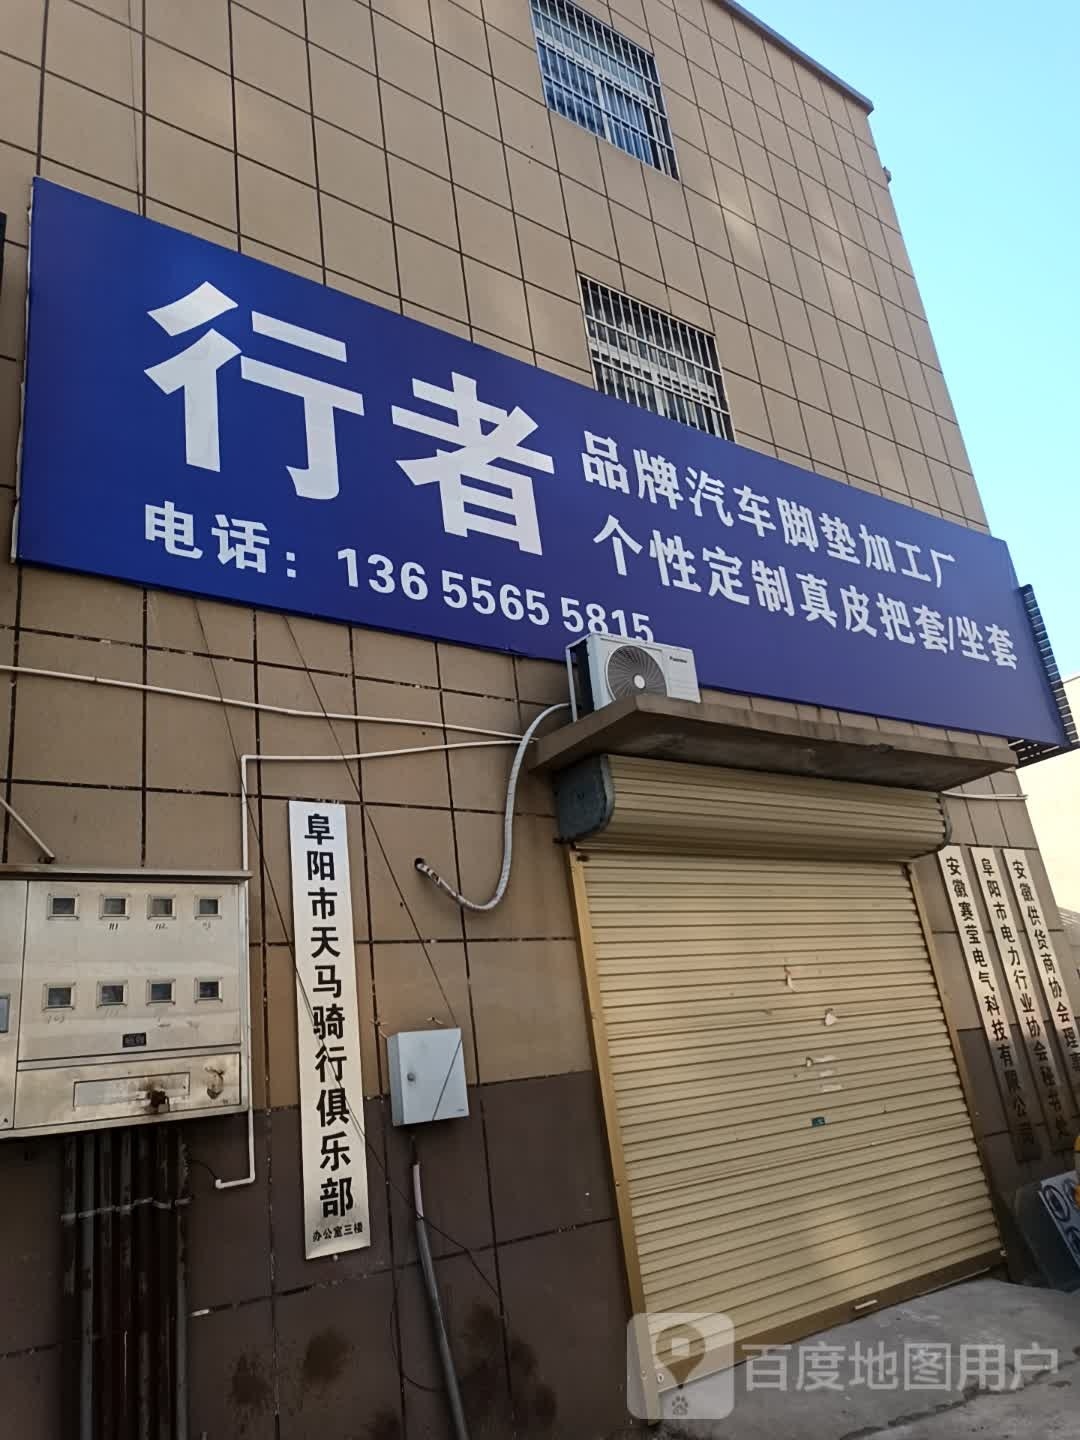 行者
品牌汽车脚垫加工厂
个性定制真皮把套/坐套
电话：136 5565 5815
阜阳市天马骑行俱乐部
办公室三楼
安徽赛莹电气科技有限公司
阜阳市电力行业协会秘书处
安徽供货商协会理事
百度地图用户